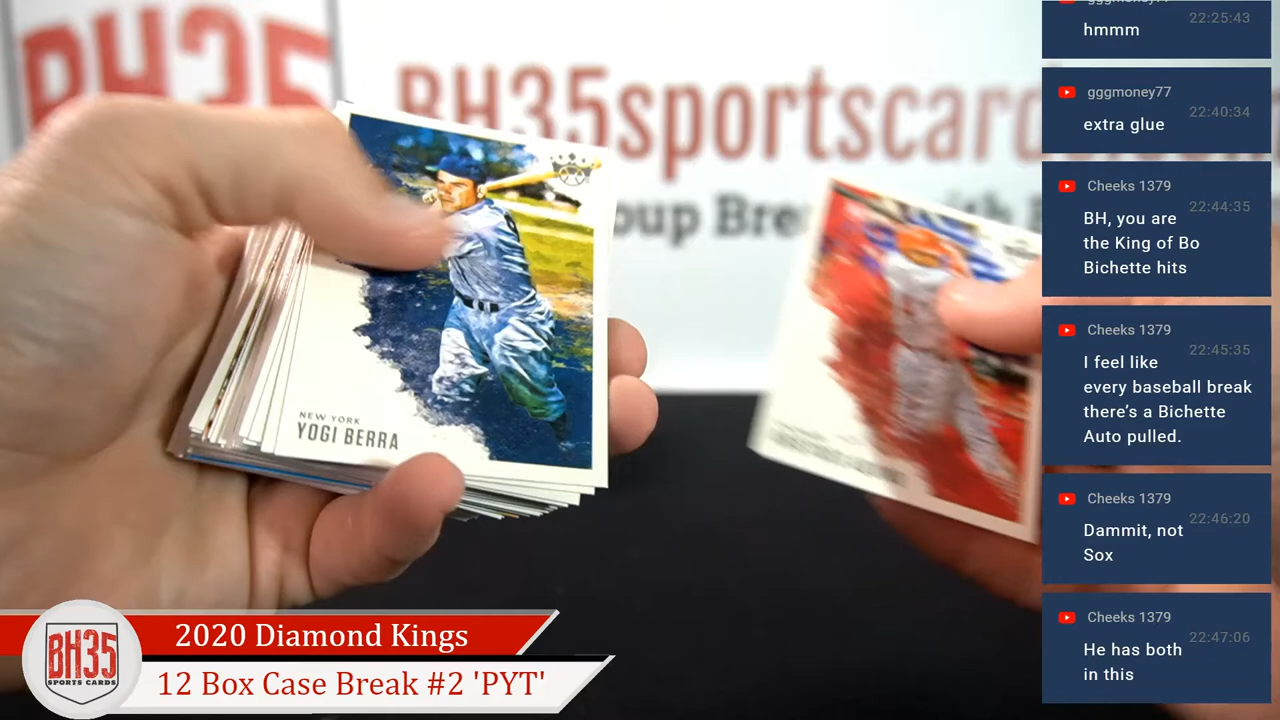 BH35
BH35sportscard
oup Brea
NEW YORK
YOGI BERRA
BH35
SPORTS CARDS
2020 Diamond Kings
12 Box Case Break #2 'PYT'
22:25:43
hmmm
gggmoney77
22:40:34
extra glue
Cheeks 1379
22:44:35
BH, you are
the King of Bo
Bichette hits
Cheeks 1379
22:45:35
I feel like
every baseball break
there's a Bichette
Auto pulled.
Cheeks 1379
22:46:20
Dammit, not
Sox
Cheeks 1379
22:47:06
He has both
in this